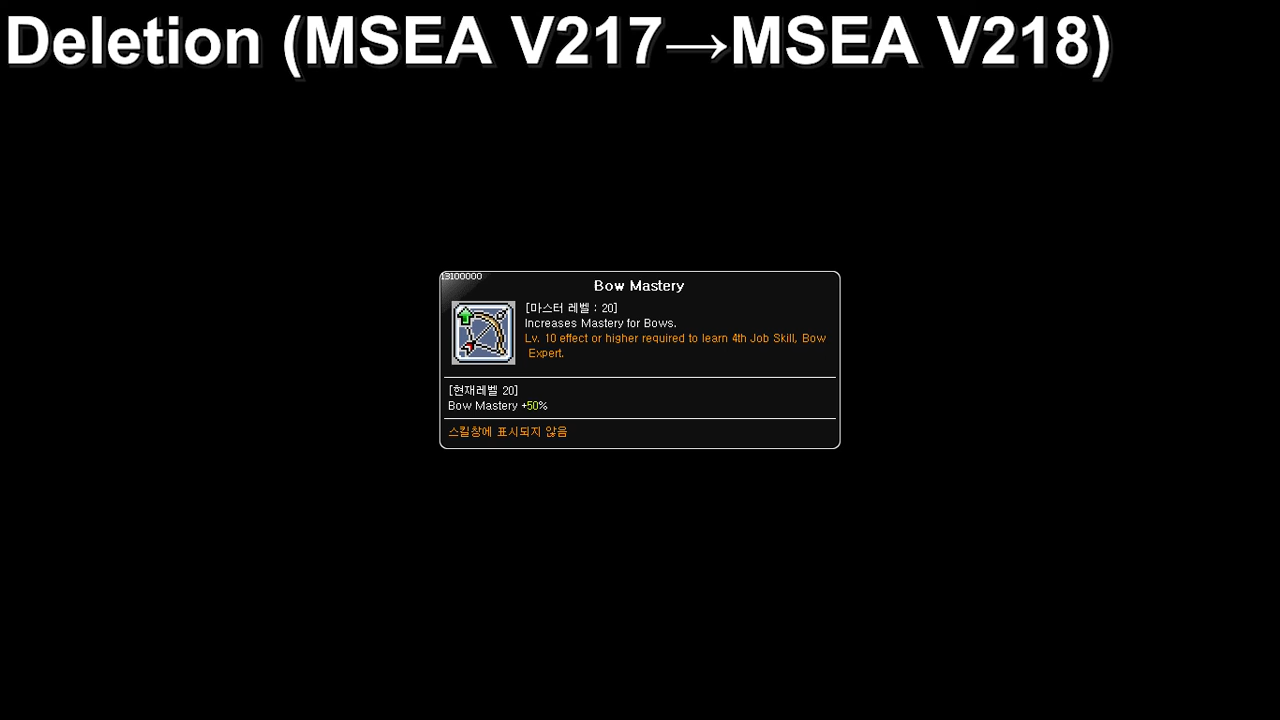 Deletion (MSEA V217→MSEA V218)
13100000
Bow Mastery
[마스터 레벨 : 20]
Increases Mastery for Bows.
Lv. 10 effect or higher required to learn 4th Job Skill, Bow
Expert.
[현재레벨 20]
Bow Mastery +50%
스킬창에 표시되지 않음